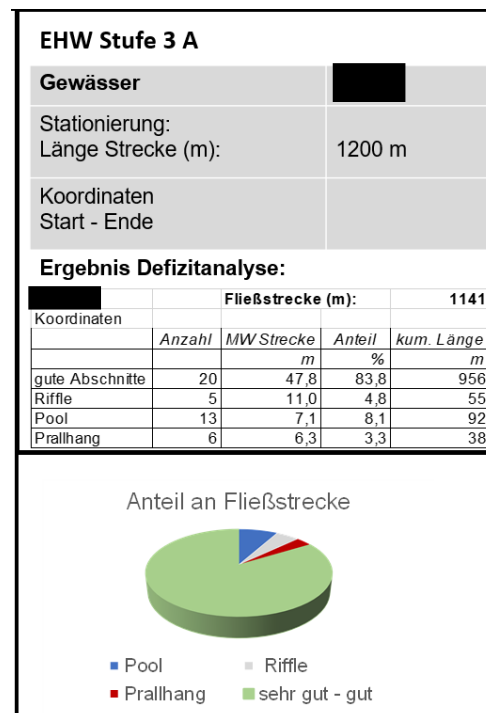 EHW Stufe 3 A
Gewässer
Stationierung:
Länge Strecke (m): 1200 m
Koordinaten
Start - Ende
Ergebnis Defizitanalyse:
Fließstrecke (m): 1141
Koordinaten
Anzahl MW Strecke Anteil kum. Länge
m % m
gute Abschnitte 20 47,8 83,8 956
Riffle 5 11,0 4,8 55
Pool 13 7,1 8,1 92
Prallhang 6 6,3 3,3 38
Anteil an Fließstrecke
Pool Riffle
Prallhang sehr gut - gut